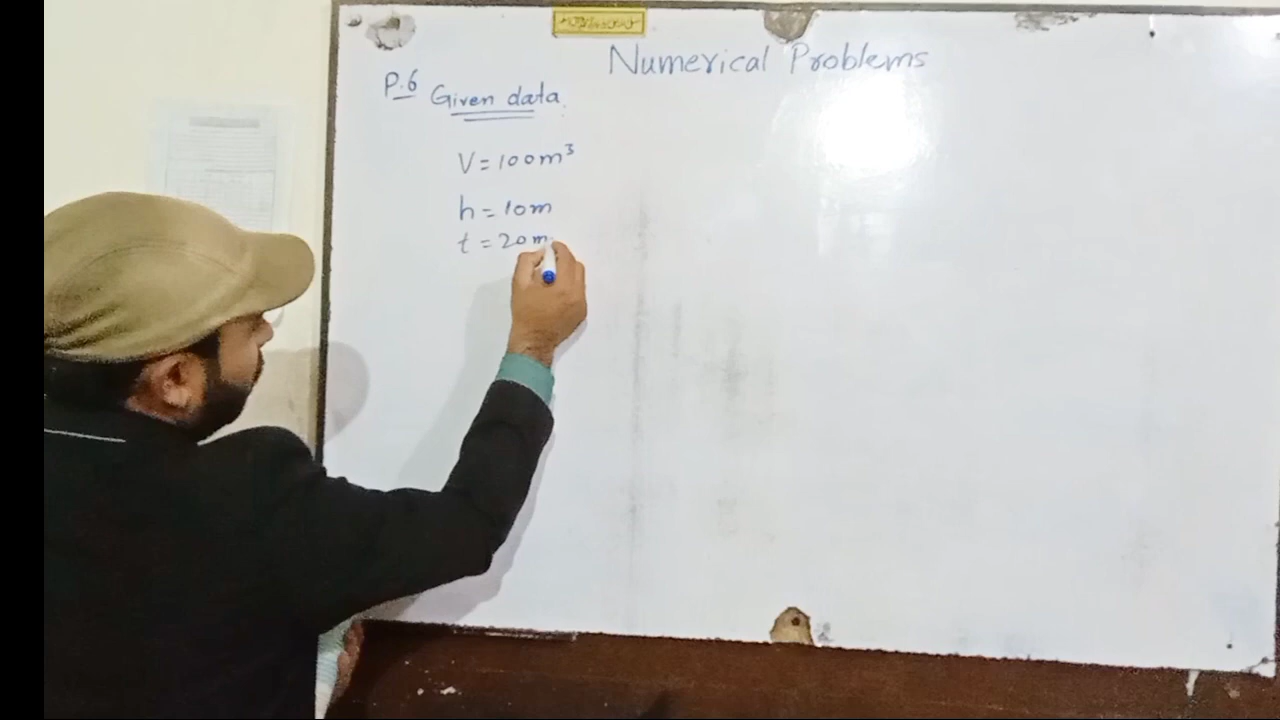 Numerical Problems
P.6 Given data.
V = 100m³
h = 10m
t = 20m